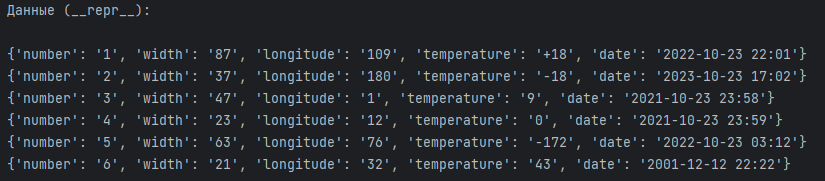 Данные (__repr__):
{'number': '1', 'width': '87', 'longitude': '109', 'temperature': '+18', 'date': '2022-10-23 22:01'}
{'number': '2', 'width': '37', 'longitude': '180', 'temperature': '-18', 'date': '2023-10-23 17:02'}
{'number': '3', 'width': '47', 'longitude': '1', 'temperature': '9', 'date': '2021-10-23 23:58'}
{'number': '4', 'width': '23', 'longitude': '12', 'temperature': '0', 'date': '2021-10-23 23:59'}
{'number': '5', 'width': '63', 'longitude': '76', 'temperature': '-172', 'date': '2022-10-23 03:12'}
{'number': '6', 'width': '21', 'longitude': '32', 'temperature': '43', 'date': '2001-12-12 22:22'}